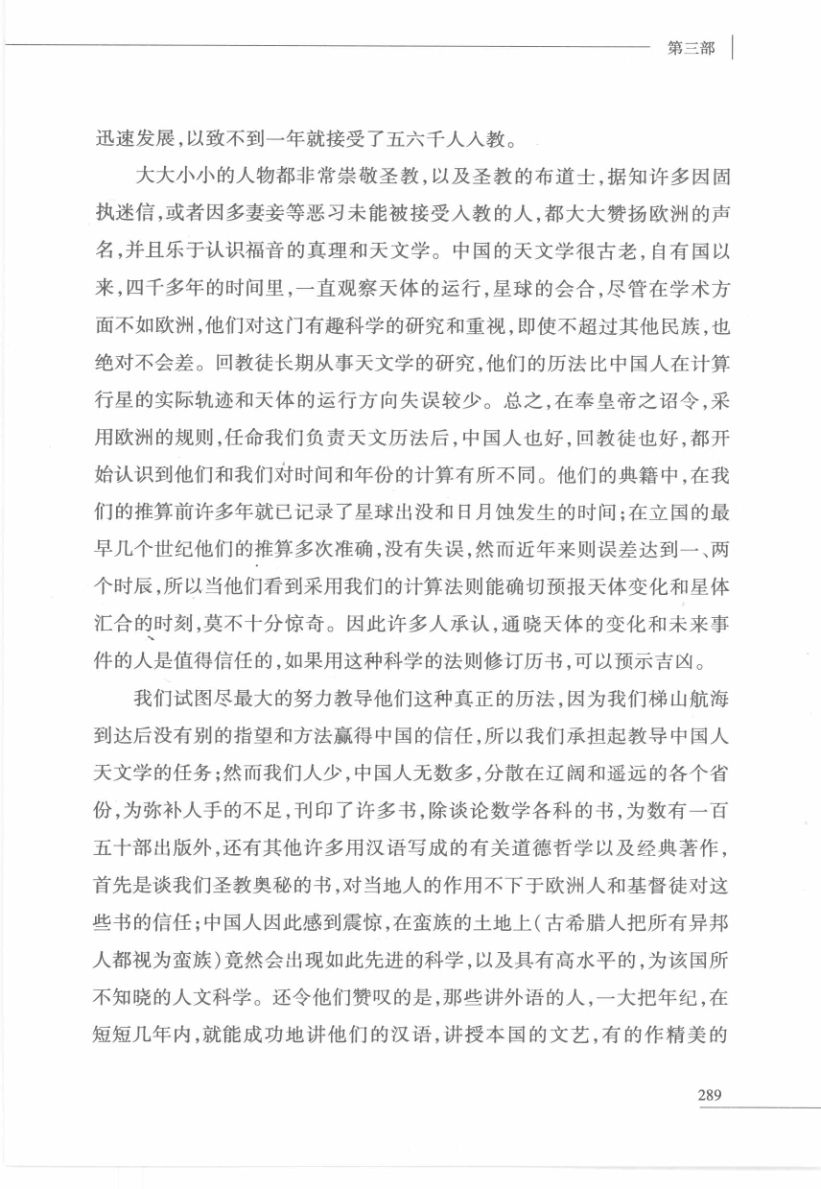 第三部
迅速发展,以致不到一年就接受了五六千人入教。
大大小小的人物都非常崇敬圣教,以及圣教的布道士,据知许多因固
执迷信,或者因多妻妾等恶习未能被接受入教的人,都大大赞扬欧洲的声
名,并且乐于认识福音的真理和天文学。中国的天文学很古老,自有国以
来,四千多年的时间里,一直观察天体的运行,星球的会合,尽管在学术方
面不如欧洲,他们对这门有趣科学的研究和重视,即使不超过其他民族,也
绝对不会差。回教徒长期从事天文学的研究,他们的历法比中国人在计算
行星的实际轨迹和天体的运行方向失误较少。总之,在奉皇帝之诏令,采
用欧洲的规则,任命我们负责天文历法后,中国人也好,回教徒也好,都开
始认识到他们和我们对时间和年份的计算有所不同。他们的典籍中,在我
们的推算前许多年就已记录了星球出没和日月蚀发生的时间;在立国的最
早几个世纪他们的推算多次准确,没有失误,然而近年来则误差达到一、两
个时辰,所以当他们看到采用我们的计算法则能确切预报天体变化和星体
汇合的时刻,莫不十分惊奇。因此许多人承认,通晓天体的变化和未来事
件的人是值得信任的,如果用这种科学的法则修订历书,可以预示吉凶。
我们试图尽最大的努力教导他们这种真正的历法,因为我们梯山航海
到达后没有别的指望和方法赢得中国的信任,所以我们承担起教导中国人
天文学的任务;然而我们人少,中国人无数多,分散在辽阔和遥远的各个省
份,为弥补人手的不足,刊印了许多书,除谈论数学各科的书,为数有一百
五十部出版外,还有其他许多用汉语写成的有关道德哲学以及经典著作,
首先是谈我们圣教奥秘的书,对当地人的作用不下于欧洲人和基督徒对这
些书的信任;中国人因此感到震惊,在蛮族的土地上(古希腊人把所有异邦
人都视为蛮族)竟然会出现如此先进的科学,以及具有高水平的,为该国所
不知晓的人文科学。还令他们赞叹的是,那些讲外语的人,一大把年纪,在
短短几年内,就能成功地讲他们的汉语,讲授本国的文艺,有的作精美的
289